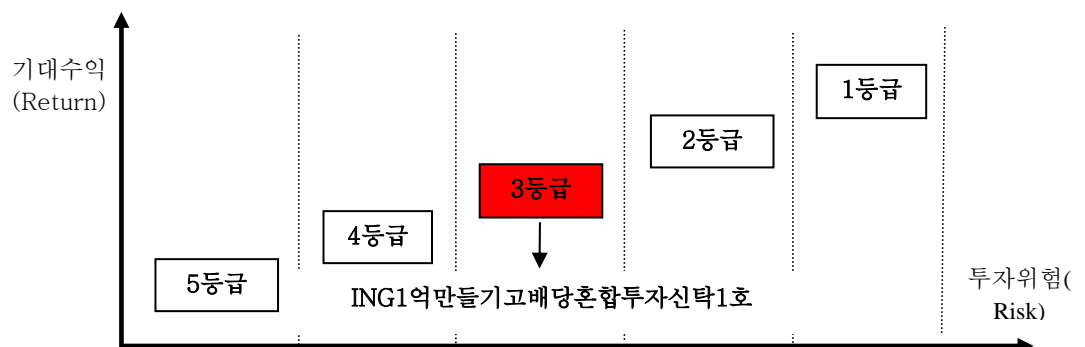 기대수익
(Return)
1등급
2등급
3등급
4등급
5등급
ING1억만들기고배당혼합투자신탁1호
투자위험(
Risk)